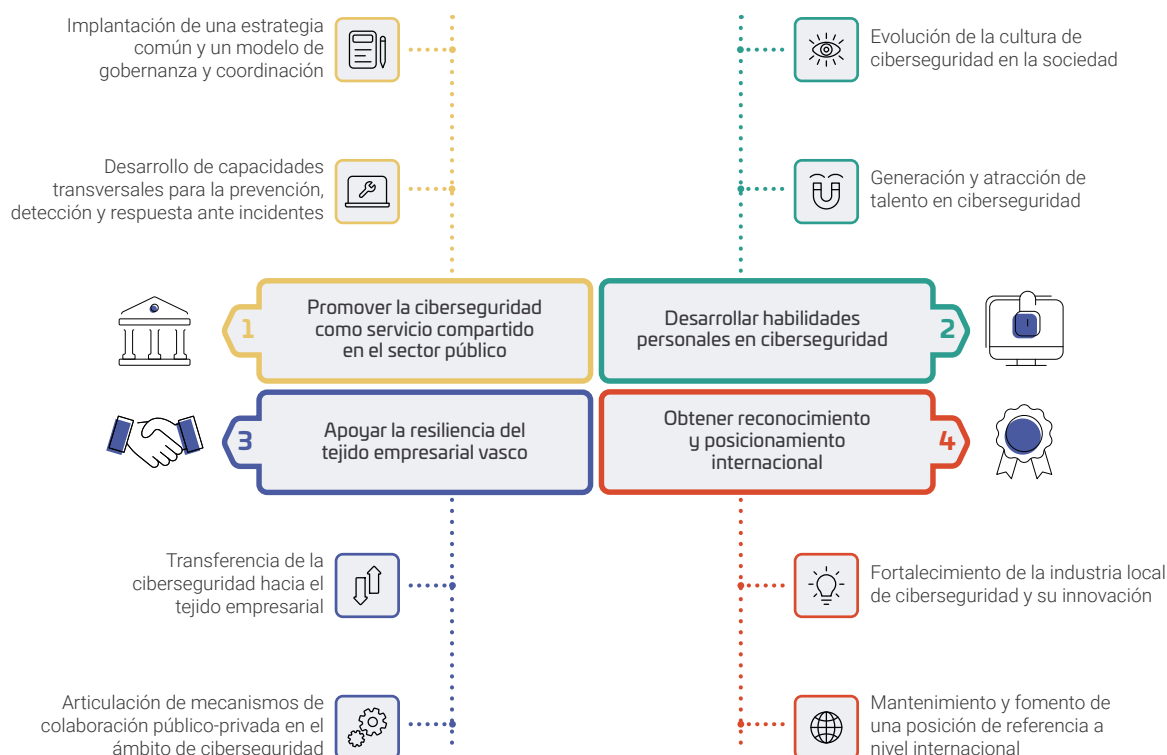 Implantación de una estrategia
común y un modelo de
gobernanza y coordinación
Desarrollo de capacidades
transversales para la prevención,
detección y respuesta ante incidentes
Evolución de la cultura de
ciberseguridad en la sociedad
Generación y atracción de
talento en ciberseguridad
1
Promover la ciberseguridad
como servicio compartido
en el sector público
Desarrollar habilidades
personales en ciberseguridad
2
3
Apoyar la resiliencia del
tejido empresarial vasco
Obtener reconocimiento
y posicionamiento
internacional
4
Transferencia de la
ciberseguridad hacia el
tejido empresarial
Articulación de mecanismos de
colaboración público-privada en el
ámbito de ciberseguridad
Fortalecimiento de la industria local
de ciberseguridad y su innovación
Mantenimiento y fomento de
una posición de referencia a
nivel internacional